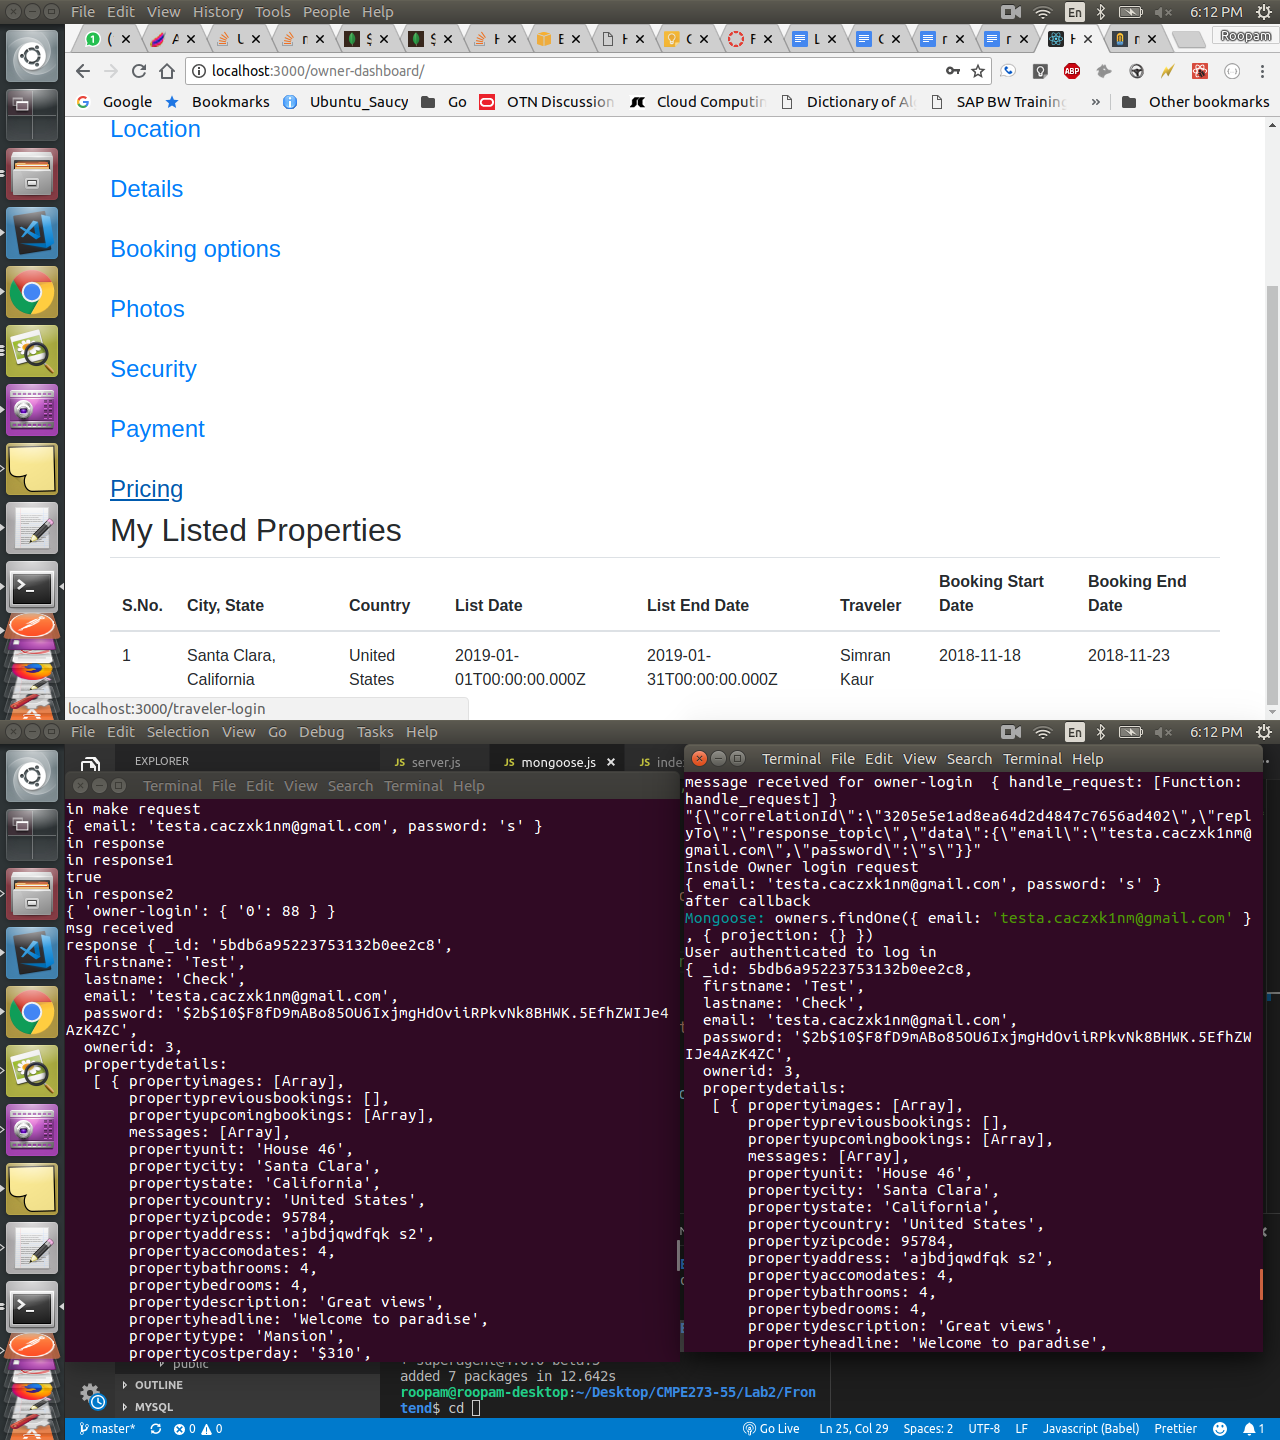 File Edit View History Tools People Help
En 6:12 PM
Roopam
localhost:3000/owner-dashboard/
ABP
Google Bookmarks Ubuntu_Saucy Go OTN Discussion Cloud Computin Dictionary of Al SAP BW Training » Other bookmarks
Location
Details
Booking options
Photos
Security
Payment
Pricing
My Listed Properties
S.No. City, State Country List Date List End Date Traveler Booking Start Date Booking End Date
1 Santa Clara, California United States 2019-01-01T00:00:00.000Z 2019-01-31T00:00:00.000Z Simran Kaur 2018-11-18 2018-11-23
localhost:3000/traveler-login
File Edit Selection View Go Debug Tasks Help
En 6:12 PM
EXPLORER JS server.js JS mongoose.js JS inde
Terminal File Edit View Search Terminal Help
in make request
{ email: 'testa.caczxk1nm@gmail.com', password: 's' }
in response
in response1
true
in response2
{ 'owner-login': { '0': 88 } }
msg received
response { _id: '5bdb6a95223753132b0ee2c8',
firstname: 'Test',
lastname: 'Check',
email: 'testa.caczxk1nm@gmail.com',
password: '$2b$10$F8fD9mABo85OU6IxjmgHdOviiRPkvNk8BHWK.5EfhZWIJe4
AzK4ZC',
ownerid: 3,
propertydetails:
[ { propertyimages: [Array],
propertypreviousbookings: [],
propertyupcomingbookings: [Array],
messages: [Array],
propertyunit: 'House 46',
propertycity: 'Santa Clara',
propertystate: 'California',
propertycountry: 'United States',
propertyzipcode: 95784,
propertyaddress: 'ajbdjqwdfqk s2',
propertyaccomodates: 4,
propertybathrooms: 4,
propertybedrooms: 4,
propertydescription: 'Great views',
propertyheadline: 'Welcome to paradise',
propertytype: 'Mansion',
propertycostperday: '$310',
Terminal File Edit View Search Terminal Help
message received for owner-login { handle_request: [Function:
handle_request] }
"{\"correlationId\":\"3205e5e1ad8ea64d2d4847c7656ad402\",\"repl
yTo\":\"response_topic\",\"data\":{\"email\":\"testa.caczxk1nm@
gmail.com\",\"password\":\"s\"}}"
Inside Owner login request
{ email: 'testa.caczxk1nm@gmail.com', password: 's' }
after callback
Mongoose: owners.findOne({ email: 'testa.caczxk1nm@gmail.com' }
, { projection: {} })
User authenticated to log in
{ _id: 5bdb6a95223753132b0ee2c8,
firstname: 'Test',
lastname: 'Check',
email: 'testa.caczxk1nm@gmail.com',
password: '$2b$10$F8fD9mABo85OU6IxjmgHdOviiRPkvNk8BHWK.5EfhZW
IJe4AzK4ZC',
ownerid: 3,
propertydetails:
[ { propertyimages: [Array],
propertypreviousbookings: [],
propertyupcomingbookings: [Array],
messages: [Array],
propertyunit: 'House 46',
propertycity: 'Santa Clara',
propertystate: 'California',
propertycountry: 'United States',
propertyzipcode: 95784,
propertyaddress: 'ajbdjqwdfqk s2',
propertyaccomodates: 4,
propertybathrooms: 4,
propertybedrooms: 4,
propertydescription: 'Great views',
propertyheadline: 'Welcome to paradise',
public
OUTLINE
MYSQL
added 7 packages in 12.642s
roopam@roopam-desktop:~/Desktop/CMPE273-55/Lab2/Fron
tend$ cd
master* 0 0 Go Live Ln 25, Col 29 Spaces: 2 UTF-8 LF Javascript (Babel) Prettier 1